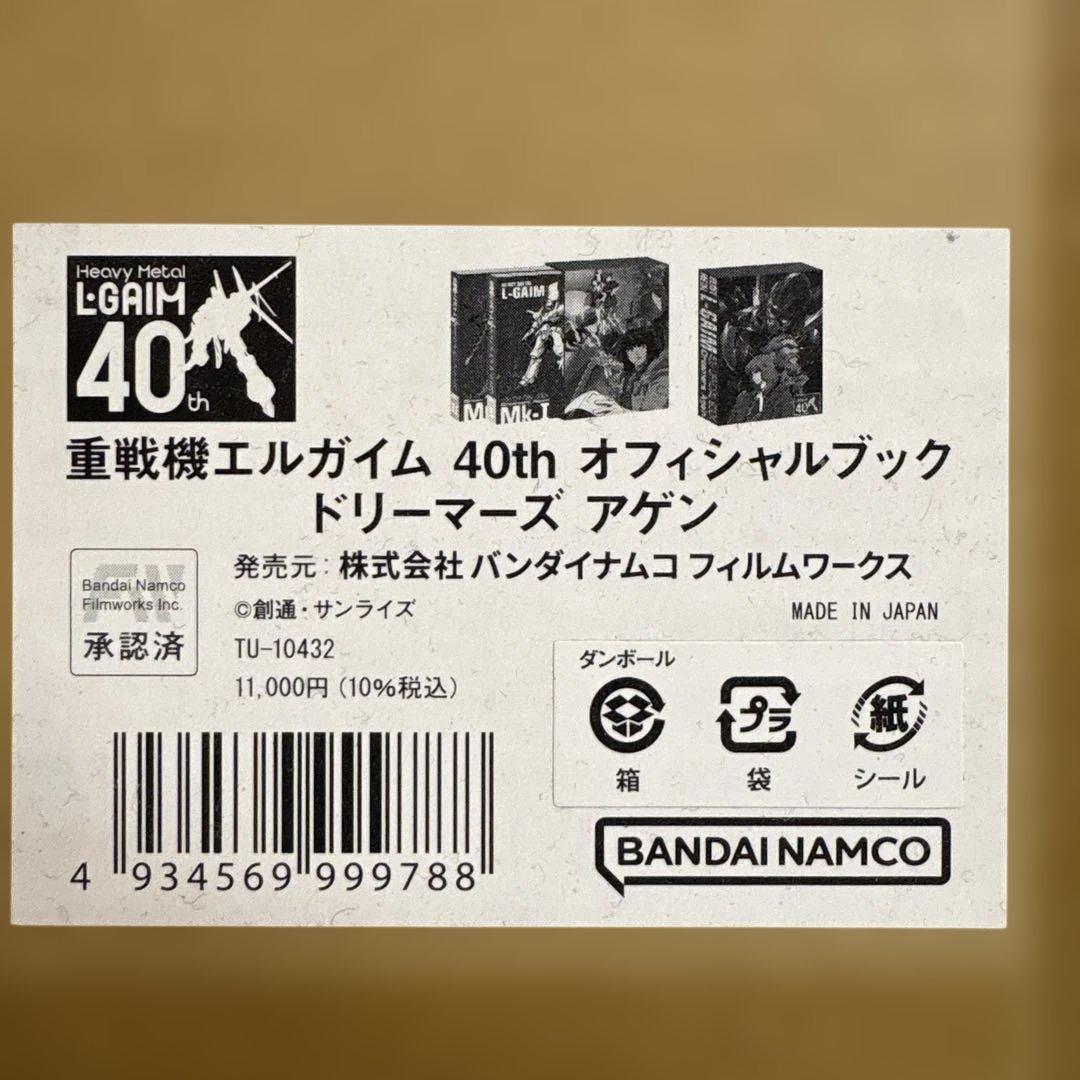 Heavy Metal
L-GAIM
40th
L-GAIM
Mk-I
L-GAIM
1
40
重戦機エルガイム 40th オフィシャルブック
ドリーマーズ アゲン
Bandai Namco
Filmworks Inc.
承認済
発売元：株式会社 バンダイナムコ フィルムワークス
©創通・サンライズ
MADE IN JAPAN
TU-10432
11,000円（10%税込）
ダンボール
プラ
紙
箱
袋
シール
4 934569 999788
BANDAI NAMCO